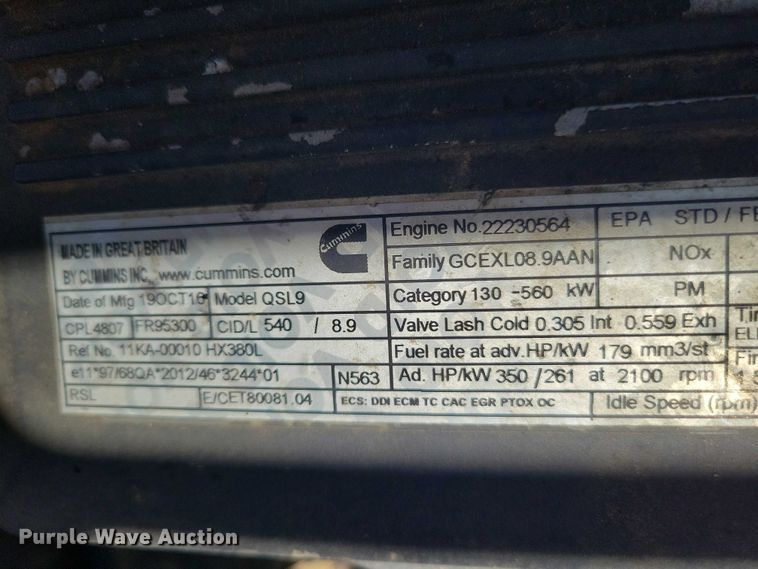 MADE IN GREAT BRITAIN
BY CUMMINS INC, www.cummins.com
Cummins
Date of Mfg 19OCT16 Model QSL9
CPL4807 FR95300 CID/L 540 / 8.9
Ref No. 11KA-00010 HX380L
e11*97/68QA*2012/46*3244*01 N563
RSL E/CET80081.04 ECS: DDI ECM TC CAC EGR PTOX OC
Engine No.22230564 EPA STD /
Family GCEXL08.9AAN NOx
Category 130 -560 kW PM
Valve Lash Cold 0.305 Int 0.559 Exh
Fuel rate at adv.HP/kW 179 mm3/st
Ad. HP/kW 350 /261 at 2100 rpm
Idle Speed (rpm)
Purple Wave Auction